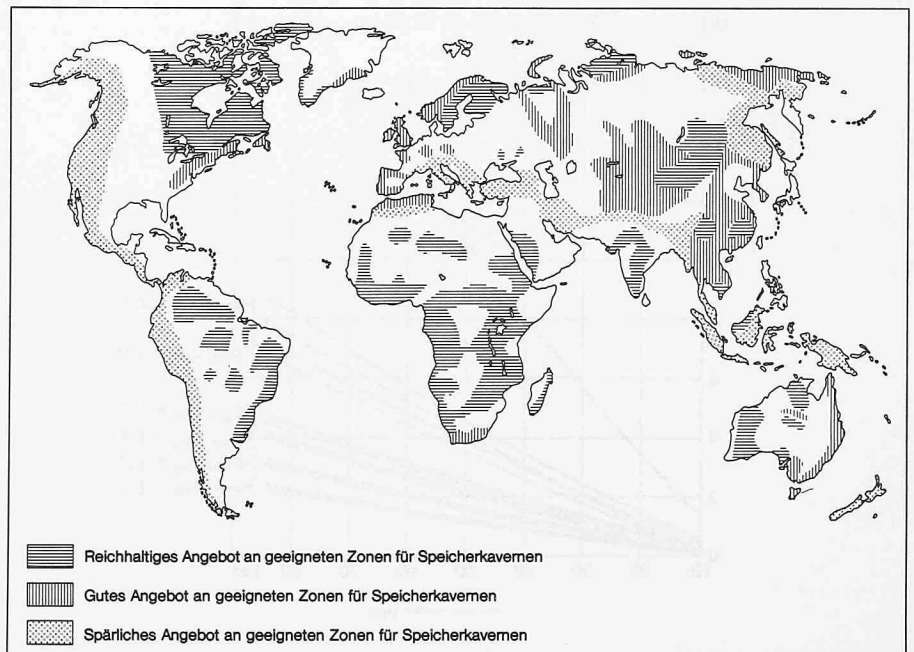 Reichhaltiges Angebot an geeigneten Zonen für Speicherkavernen
Gutes Angebot an geeigneten Zonen für Speicherkavernen
Spärliches Angebot an geeigneten Zonen für Speicherkavernen